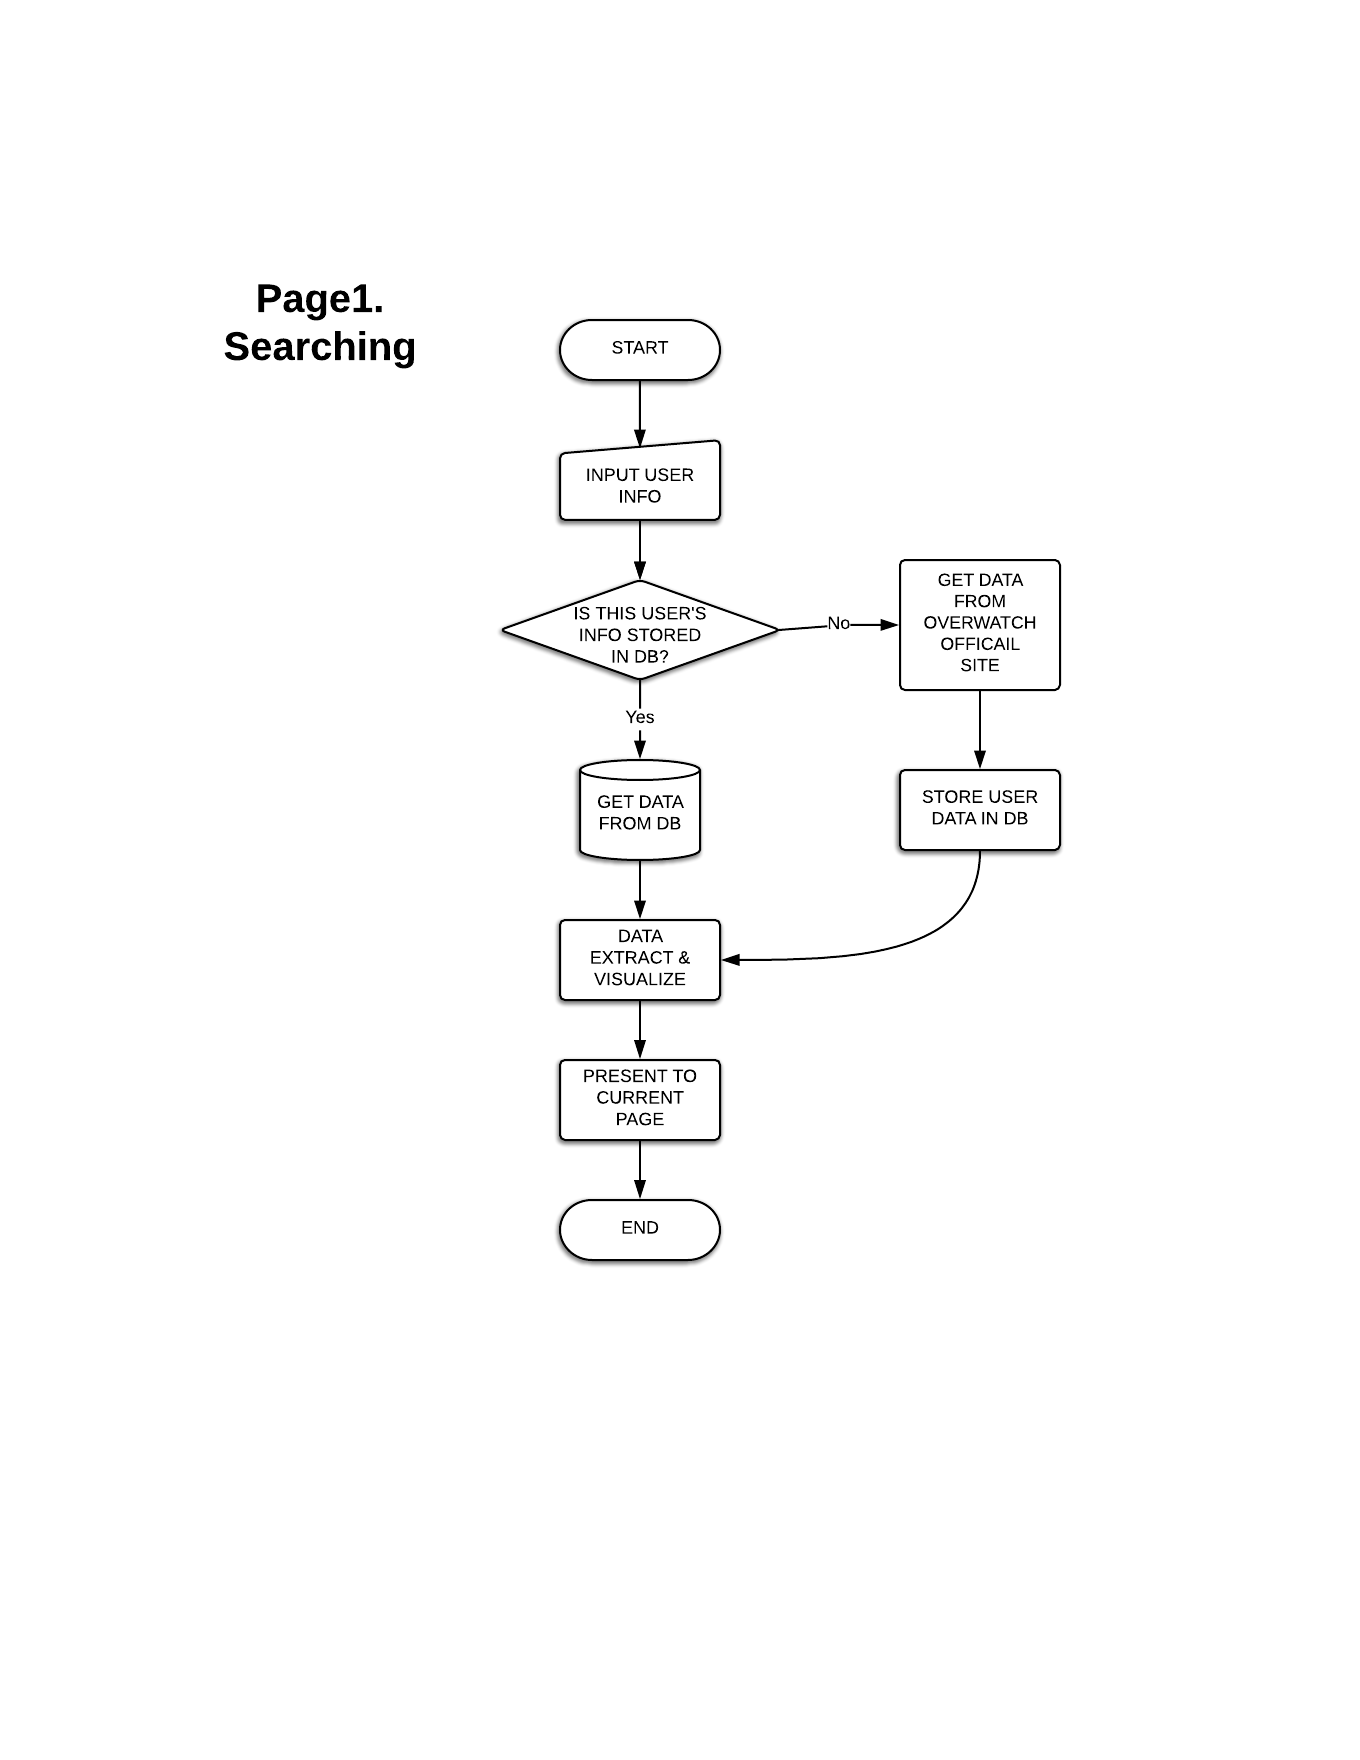 Page1.
Searching
START
INPUT USER
INFO
IS THIS USER'S
INFO STORED
IN DB?
No
GET DATA
FROM
OVERWATCH
OFFICAIL
SITE
Yes
GET DATA
FROM DB
STORE USER
DATA IN DB
DATA
EXTRACT &
VISUALIZE
PRESENT TO
CURRENT
PAGE
END